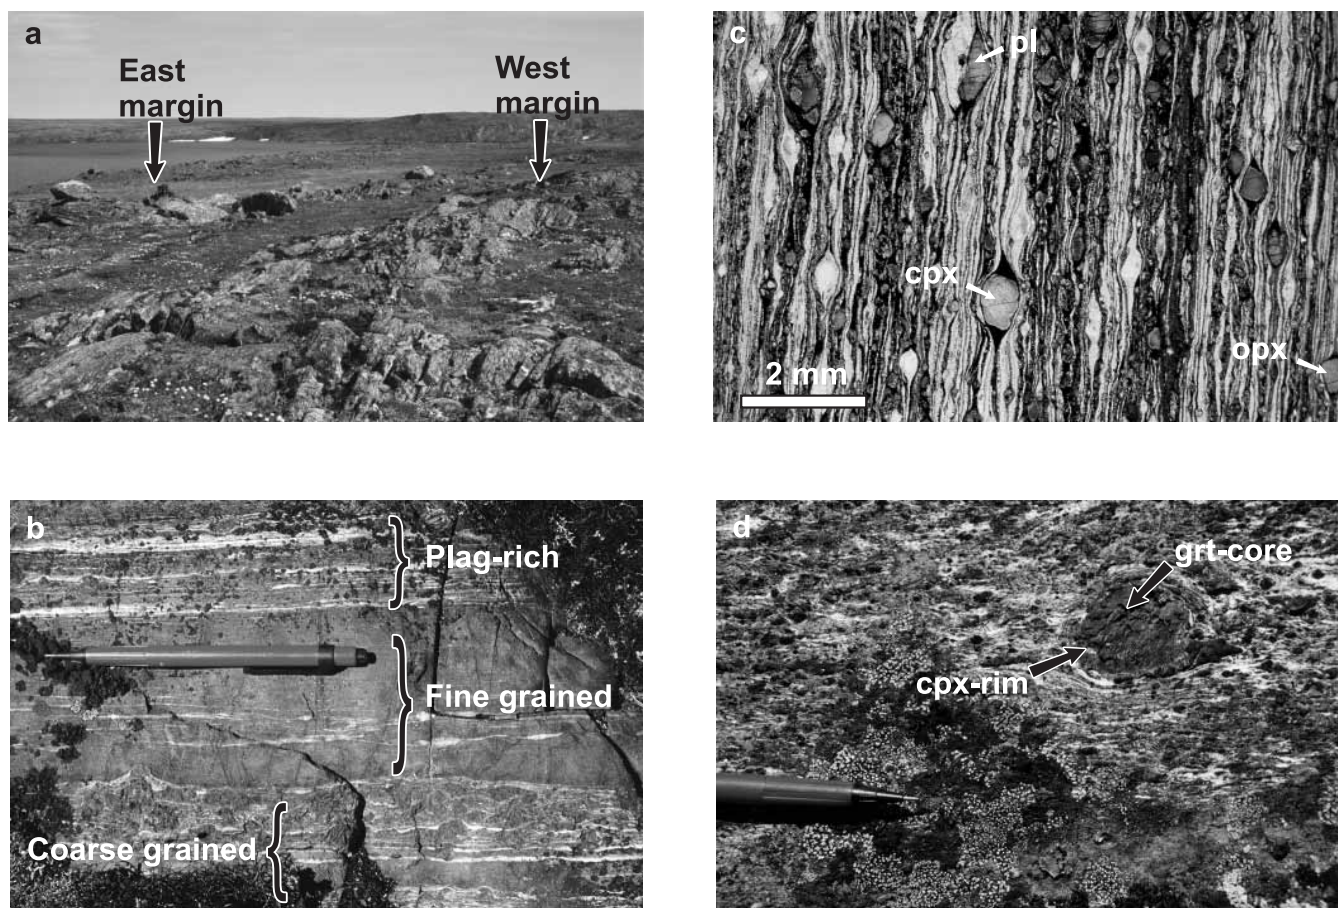 a
East
margin
West
margin
c
pl
cpx
opx
2 mm
b
Plag-rich
Fine grained
Coarse grained
d
grt-core
cpx-rim